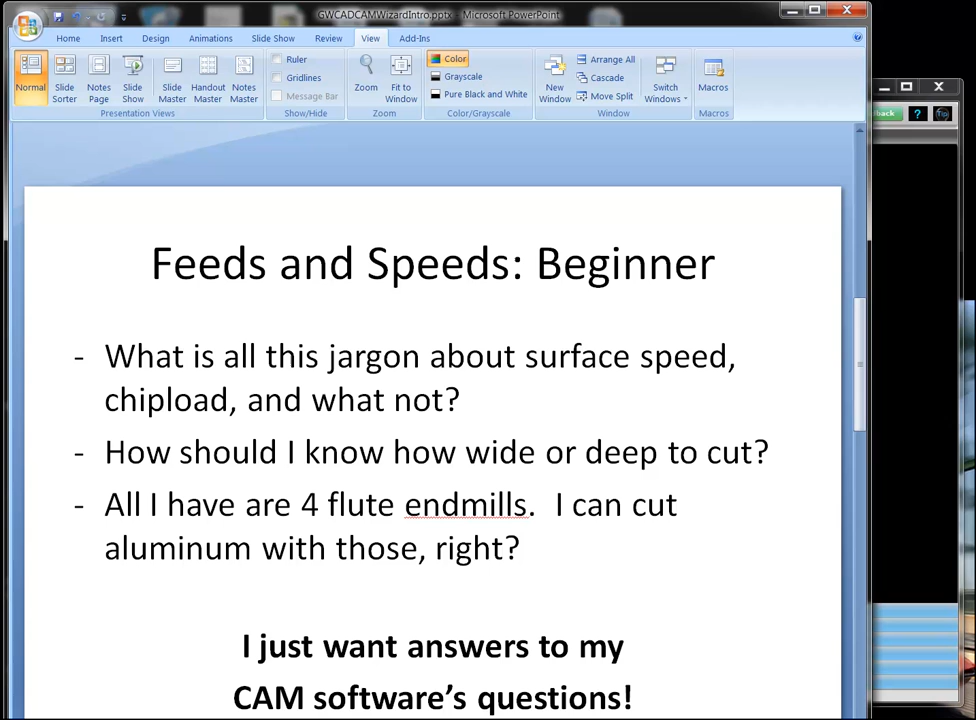 GWCADCAMWizardIntro.pptx - Microsoft PowerPoint
Home Insert Design Animations Slide Show Review View Add-Ins
Normal
Slide Sorter
Notes Page
Slide Show
Slide Master
Handout Master
Notes Master
Presentation Views
Ruler
Gridlines
Message Bar
Show/Hide
Zoom
Fit to Window
Zoom
Color
Grayscale
Pure Black and White
Color/Grayscale
New Window
Arrange All
Cascade
Move Split
Switch Windows
Window
Macros
Macros
back ? Tip
Feeds and Speeds: Beginner
- What is all this jargon about surface speed,
chipload, and what not?
- How should I know how wide or deep to cut?
- All I have are 4 flute endmills. I can cut
aluminum with those, right?
I just want answers to my
CAM software's questions!